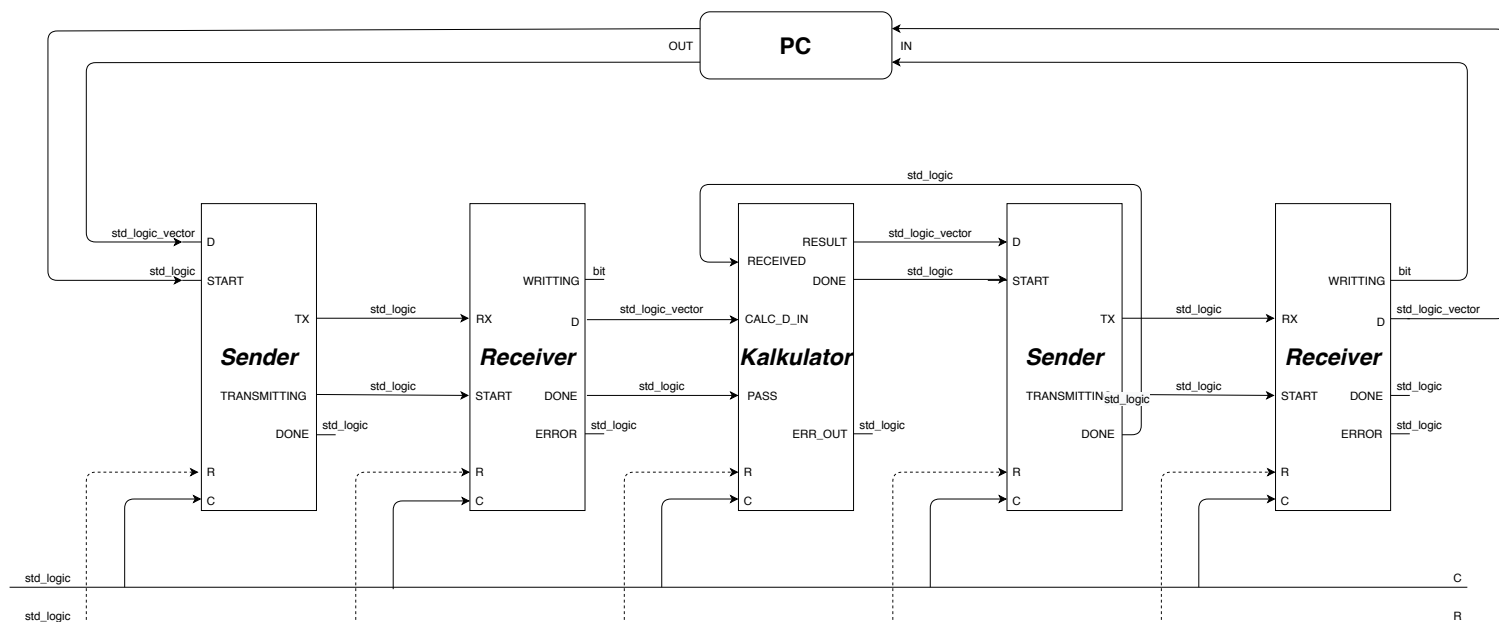 PC
OUT
IN
std_logic
std_logic_vector
D
std_logic
START
TX
std_logic
Sender
TRANSMITTING
std_logic
DONE
std_logic
R
C
WRITTING
bit
RX
D
std_logic_vector
Receiver
START
DONE
std_logic
ERROR
std_logic
R
C
RESULT
std_logic_vector
RECEIVED
DONE
std_logic
CALC_D_IN
Kalkulator
PASS
ERR_OUT
std_logic
R
C
D
START
TX
std_logic
Sender
TRANSMITTIN
std_logic
std_logic
DONE
R
C
WRITTING
bit
RX
D
std_logic_vector
Receiver
START
DONE
std_logic
ERROR
std_logic
R
C
std_logic
C
std_logic
R